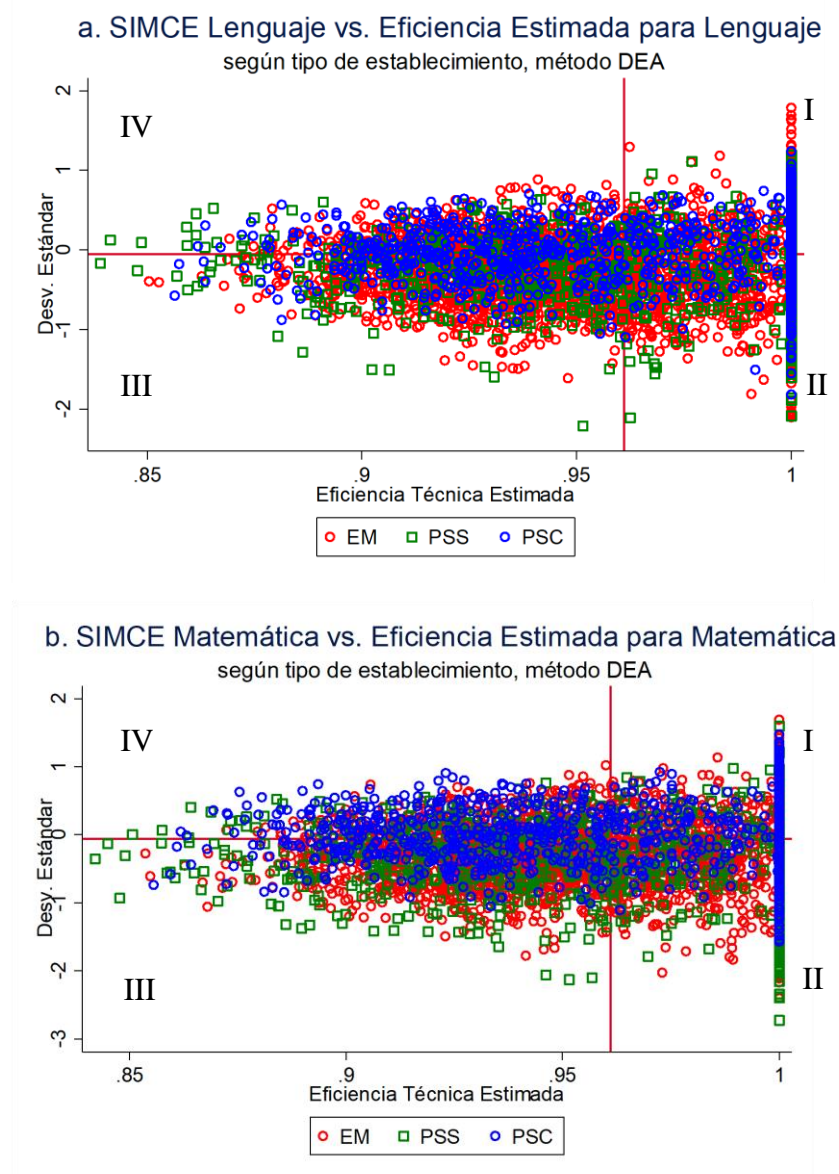 a. SIMCE Lenguaje vs. Eficiencia Estimada para Lenguaje
según tipo de establecimiento, método DEA
IV
I
III
II
Desv. Estándar
2
1
0
-1
-2
.85
.9
.95
1
Eficiencia Técnica Estimada
EM PSS PSC
b. SIMCE Matemática vs. Eficiencia Estimada para Matemática
según tipo de establecimiento, método DEA
IV
I
III
II
Desv. Estándar
2
1
0
-1
-2
-3
.85
.9
.95
1
Eficiencia Técnica Estimada
EM PSS PSC